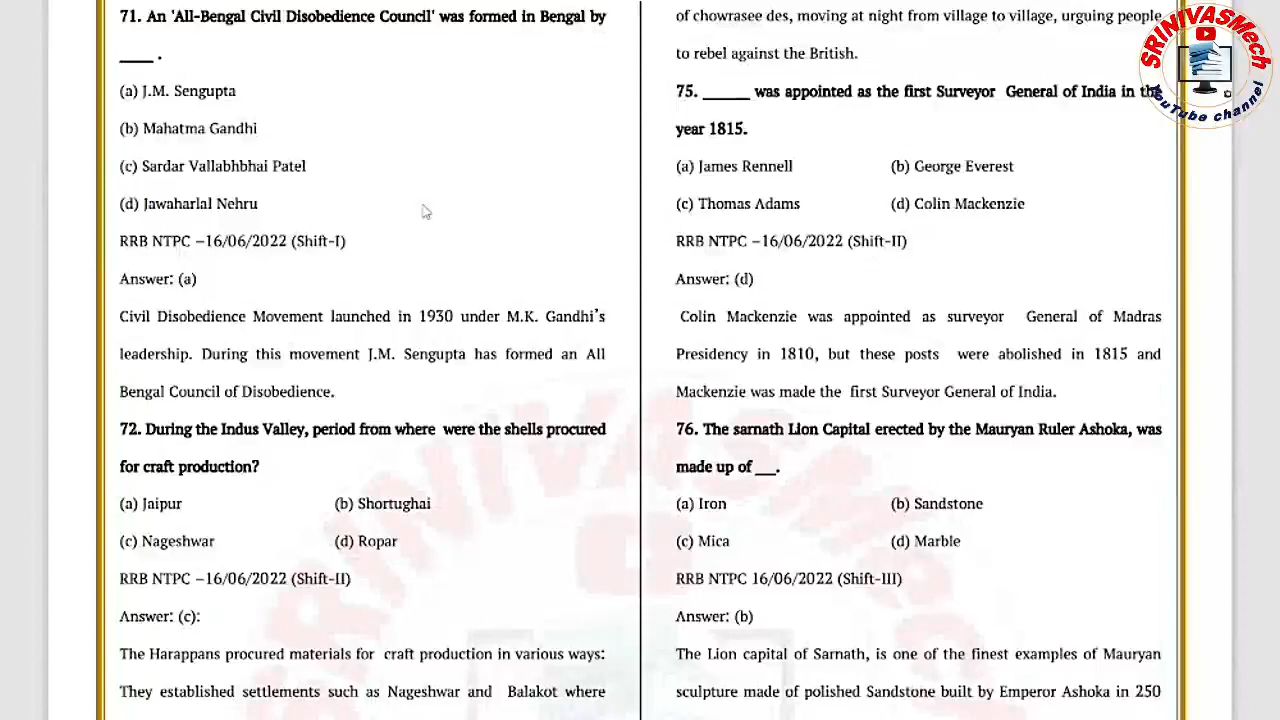 71. An 'All-Bengal Civil Disobedience Council' was formed in Bengal by
____ .
(a) J.M. Sengupta
(b) Mahatma Gandhi
(c) Sardar Vallabhbhai Patel
(d) Jawaharlal Nehru
RRB NTPC –16/06/2022 (Shift-I)
Answer: (a)
Civil Disobedience Movement launched in 1930 under M.K. Gandhi's
leadership. During this movement J.M. Sengupta has formed an All
Bengal Council of Disobedience.
72. During the Indus Valley, period from where were the shells procured
for craft production?
(a) Jaipur (b) Shortughai
(c) Nageshwar (d) Ropar
RRB NTPC –16/06/2022 (Shift-II)
Answer: (c):
The Harappans procured materials for craft production in various ways:
They established settlements such as Nageshwar and Balakot where
of chowrasee des, moving at night from village to village, urguing people
to rebel against the British.
75. ______ was appointed as the first Surveyor General of India in the
year 1815.
(a) James Rennell (b) George Everest
(c) Thomas Adams (d) Colin Mackenzie
RRB NTPC –16/06/2022 (Shift-II)
Answer: (d)
Colin Mackenzie was appointed as surveyor General of Madras
Presidency in 1810, but these posts were abolished in 1815 and
Mackenzie was made the first Surveyor General of India.
76. The sarnath Lion Capital erected by the Mauryan Ruler Ashoka, was
made up of ___.
(a) Iron (b) Sandstone
(c) Mica (d) Marble
RRB NTPC 16/06/2022 (Shift-III)
Answer: (b)
The Lion capital of Sarnath, is one of the finest examples of Mauryan
sculpture made of polished Sandstone built by Emperor Ashoka in 250
SRINIVASMech
YouTube channel
SRINIVASMech